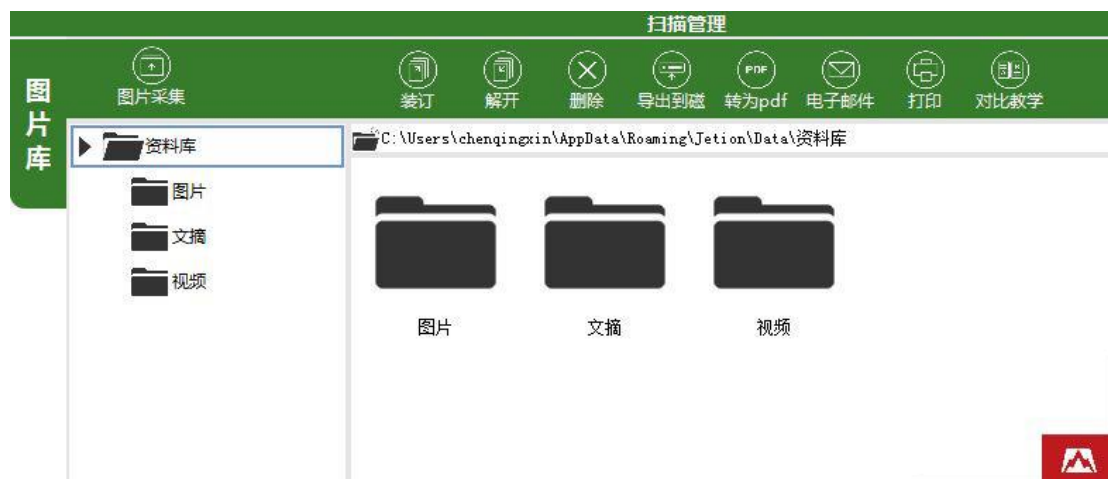 扫描管理
图片库
图片采集
装订 解开 删除 导出到磁 转为pdf 电子邮件 打印 对比教学
资料库
图片
文摘
视频
C:\Users\chenqingxin\AppData\Roaming\Jetion\Data\资料库
图片 文摘 视频